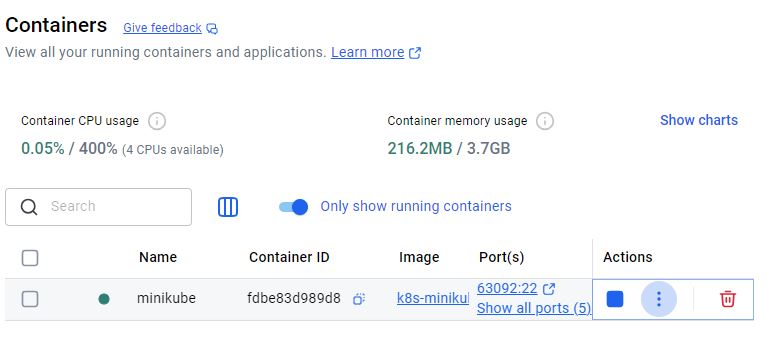 Containers Give feedback
View all your running containers and applications. Learn more
Container CPU usage
0.05% / 400% (4 CPUs available)
Container memory usage
216.2MB / 3.7GB
Show charts
Search
Only show running containers
Name Container ID Image Port(s) Actions
minikube fdbe83d989d8 k8s-miniku 63092:22
Show all ports (5)